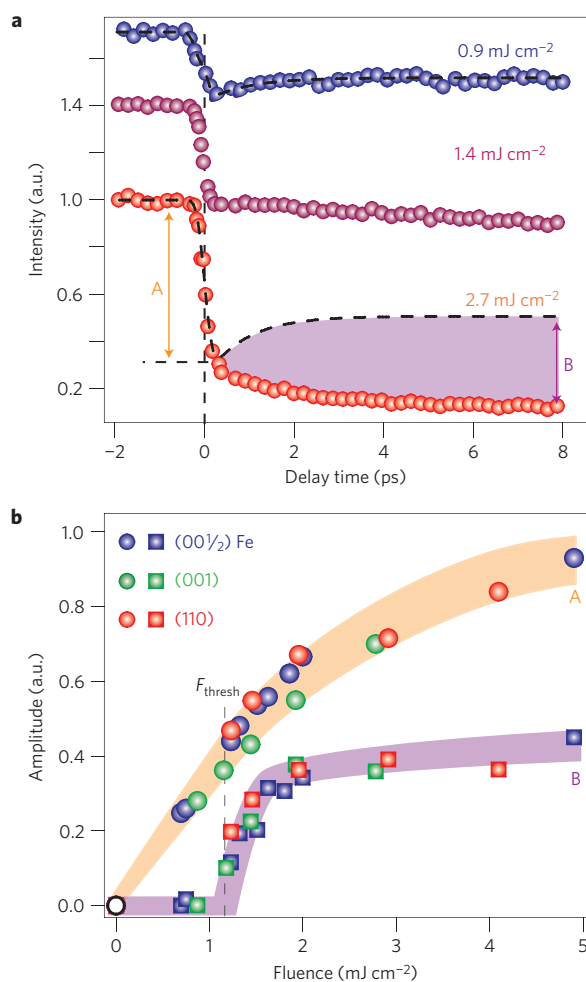 a
0.9 mJ cm⁻²
1.4
1.4 mJ cm⁻²
1.0
Intensity (a.u.)
A
2.7 mJ cm⁻²
0.6
B
0.2
−2 0 2 4 6 8
Delay time (ps)
b
1.0
(00½) Fe
(001)
A
0.8
(110)
F thresh
0.6
Amplitude (a.u.)
0.4
B
0.2
0.0
0 1 2 3 4 5
Fluence (mJ cm⁻²)